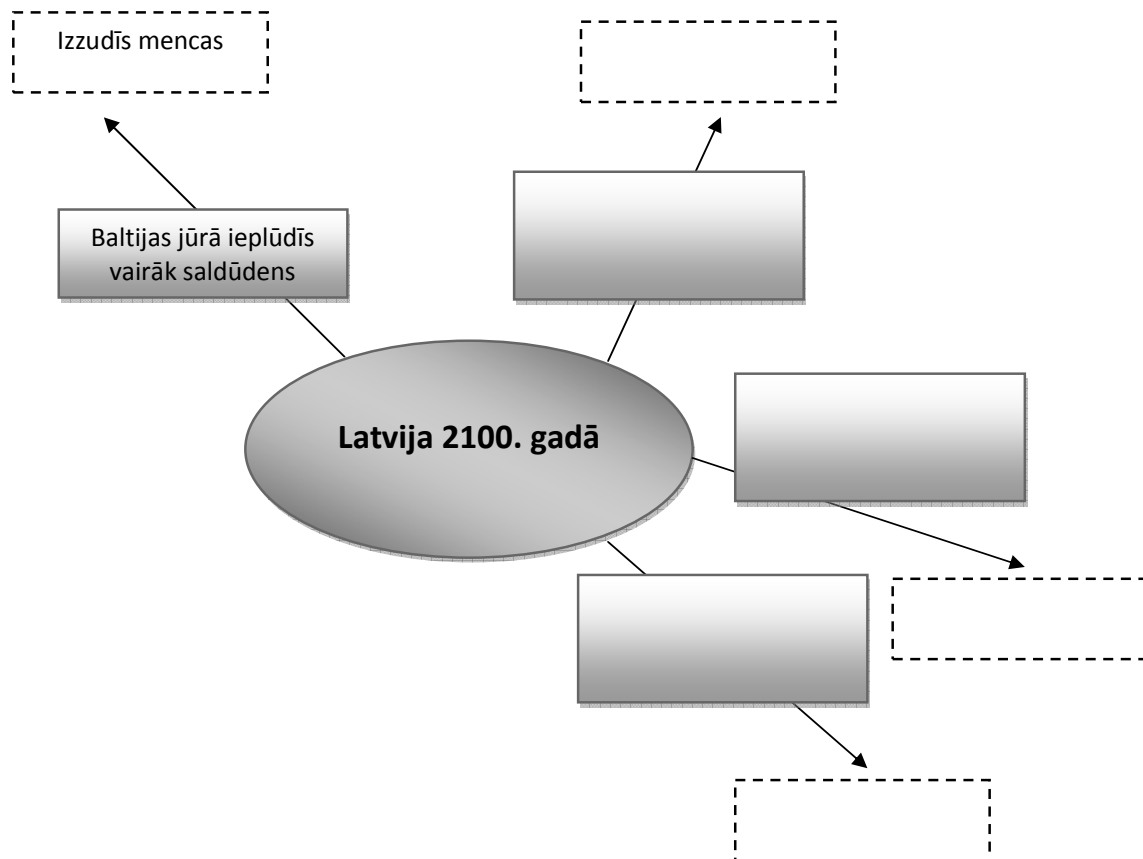 Izzudīs mencas
Baltijas jūrā ieplūdīs
vairāk saldūdens
Latvija 2100. gadā